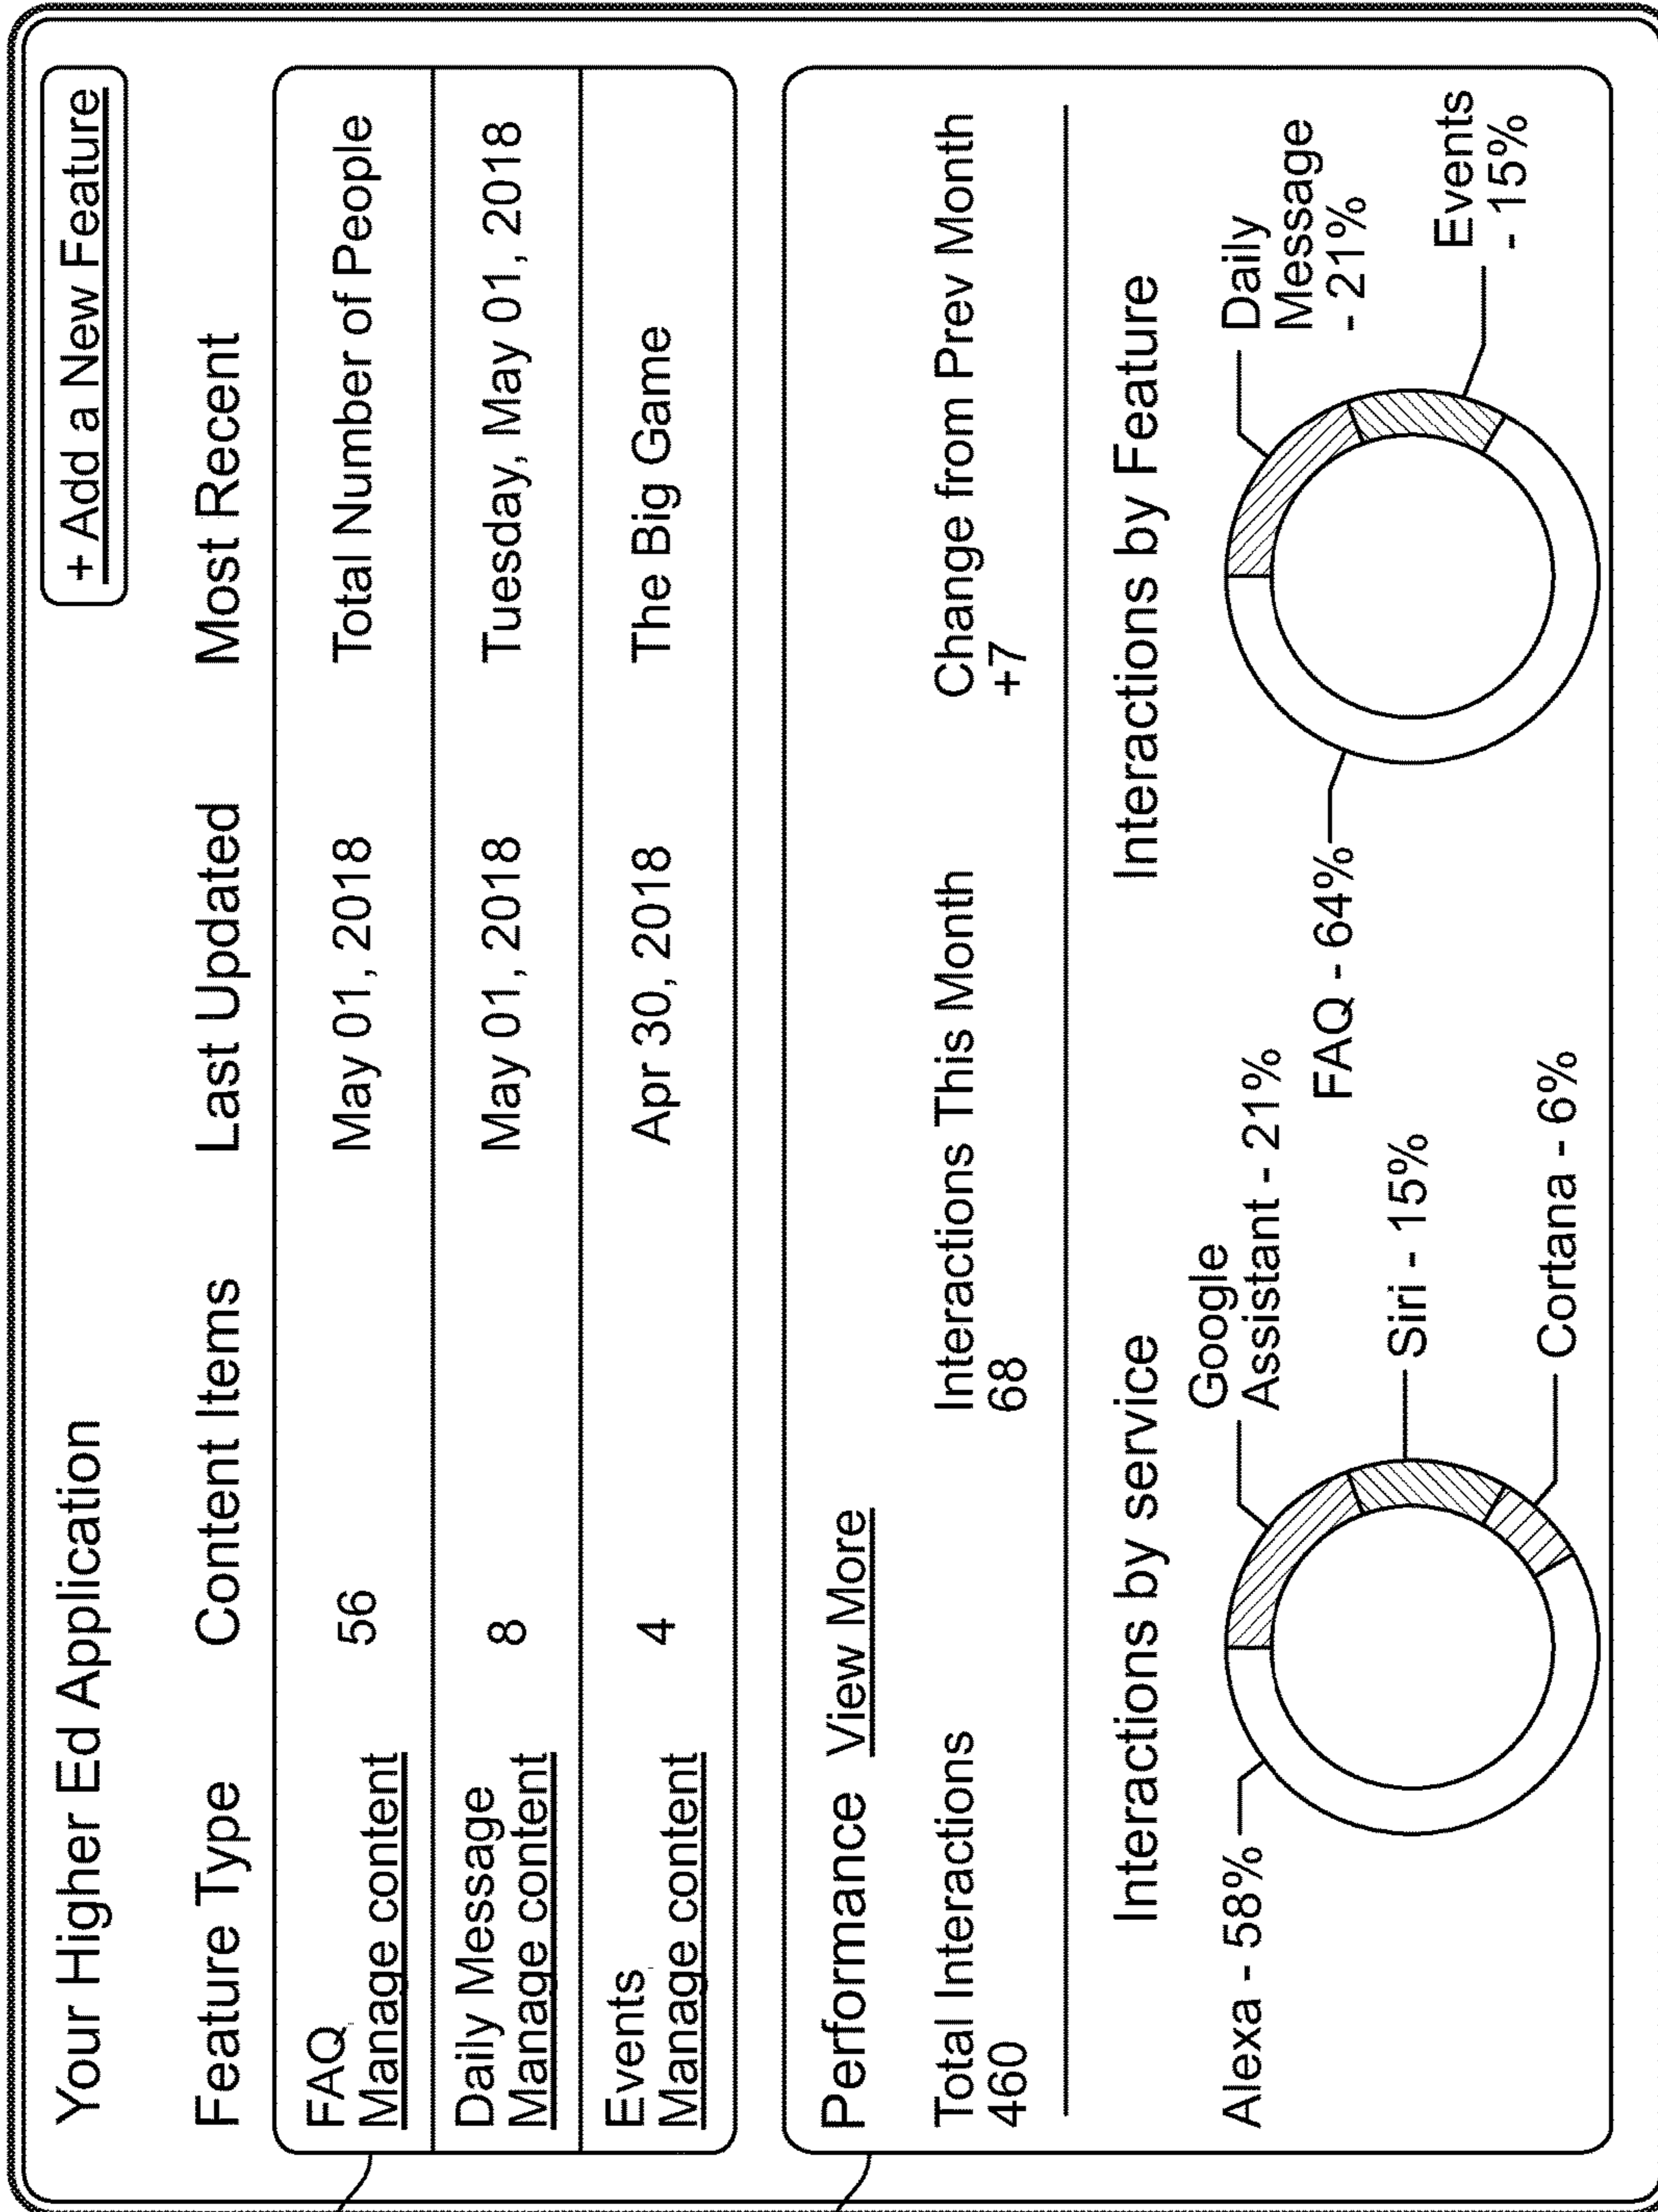 Your Higher Ed Application
+ Add a New Feature
Feature Type Content Items Last Updated Most Recent
FAQ
Manage content
56 May 01, 2018 Total Number of People
Daily Message
Manage content
8 May 01, 2018 Tuesday, May 01, 2018
Events
Manage content
4 Apr 30, 2018 The Big Game
Performance View More
Total Interactions
460
Interactions This Month
68
Change from Prev Month
+7
Interactions by service
Alexa - 58%
Google
Assistant - 21%
Siri - 15%
Cortana - 6%
Interactions by Feature
FAQ - 64%
Daily
Message
- 21%
Events
- 15%